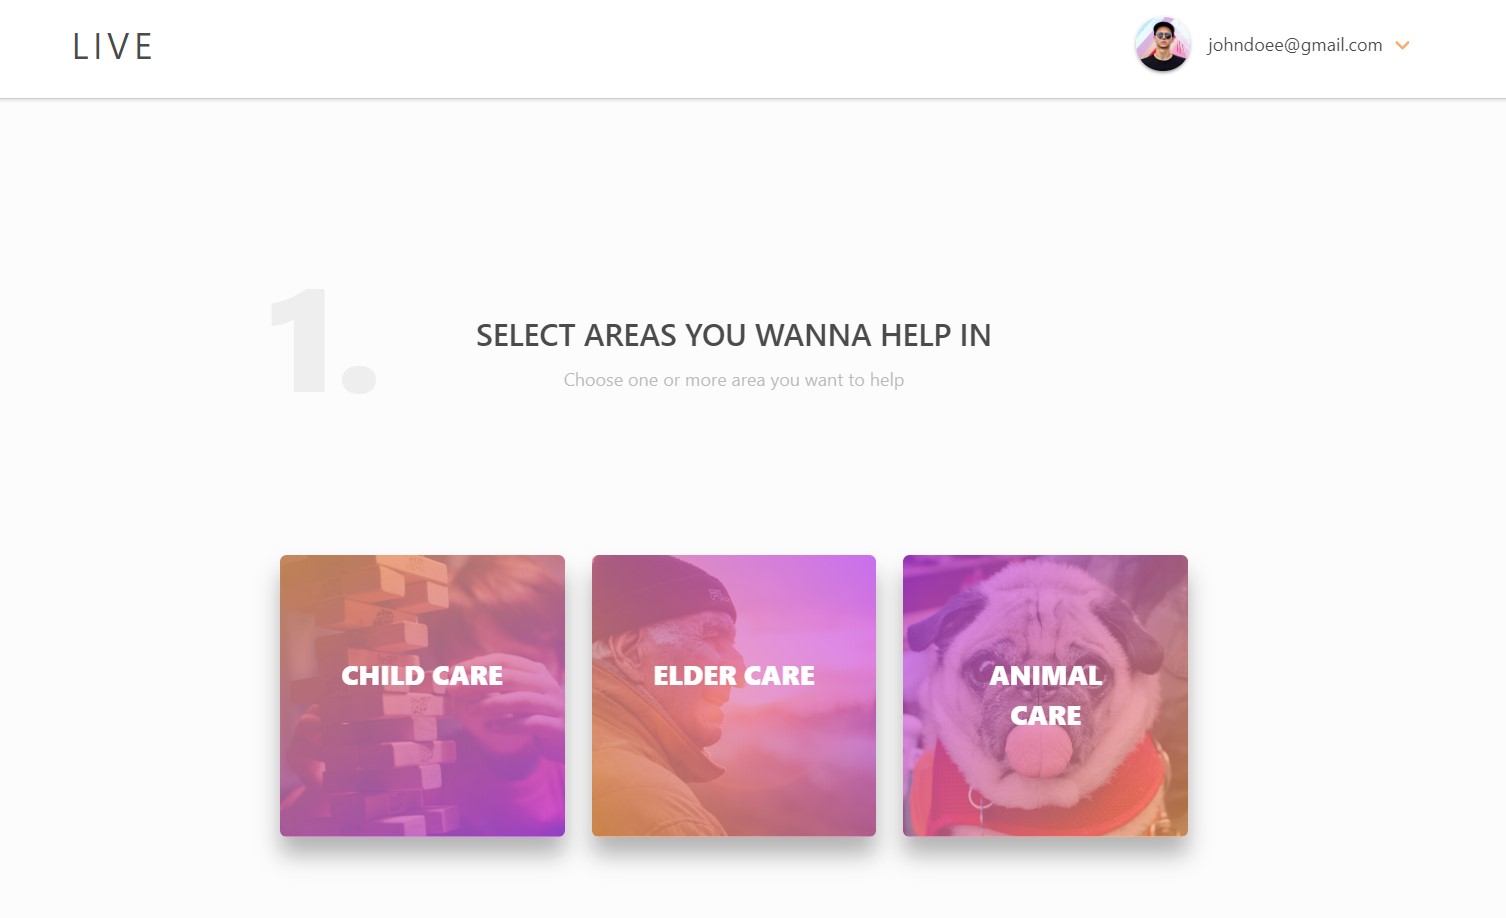 LIVE
johndoee@gmail.com
1.
SELECT AREAS YOU WANNA HELP IN
Choose one or more area you want to help
CHILD CARE
ELDER CARE
ANIMAL
CARE